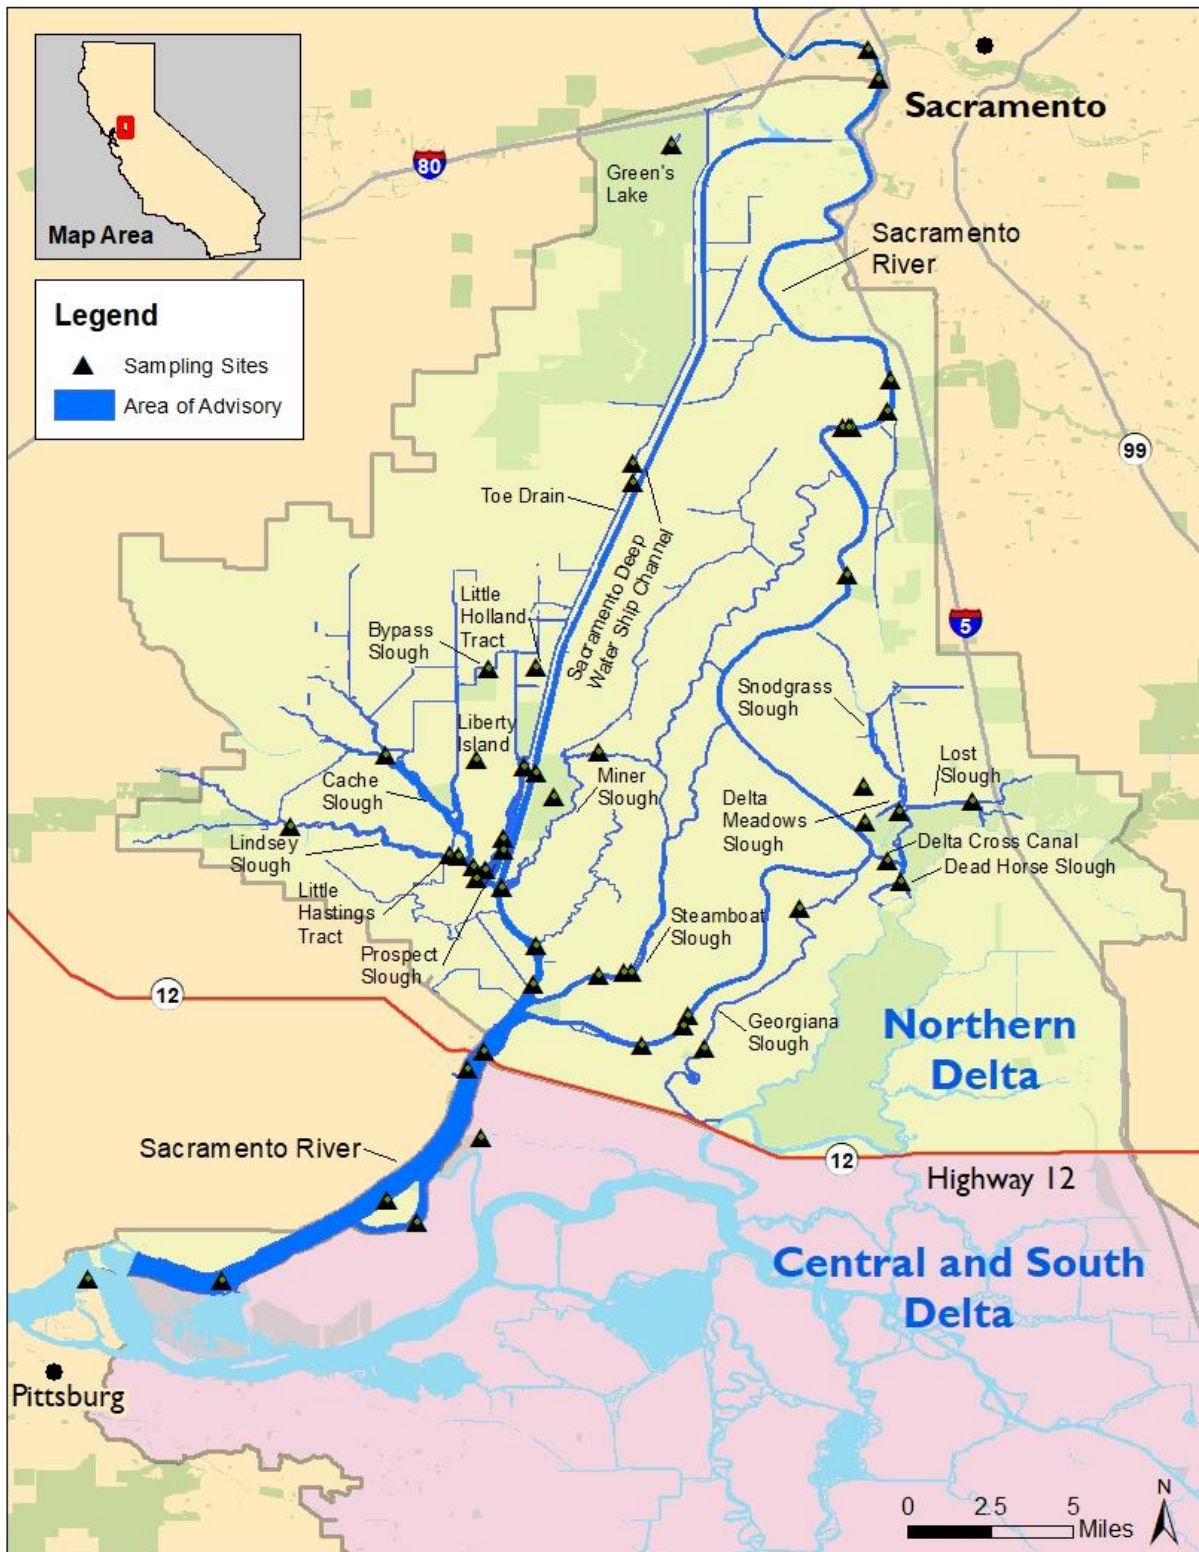 Map Area
Legend
Sampling Sites
Area of Advisory
80
Sacramento
Green's
Lake
Sacramento
River
99
Toe Drain
Sacramento Deep
Water Ship Channel
Little
Holland
Tract
Bypass
Slough
5
Snodgrass
Slough
Liberty
Island
Lost
Slough
Cache
Slough
Miner
Slough
Delta
Meadows
Slough
Lindsey
Slough
Delta Cross Canal
Dead Horse Slough
Little
Hastings
Tract
Prospect
Slough
Steamboat
Slough
12
Georgiana
Slough
Northern
Delta
Sacramento River
12
Highway 12
Central and South
Delta
Pittsburg
N
0 2.5 5
Miles